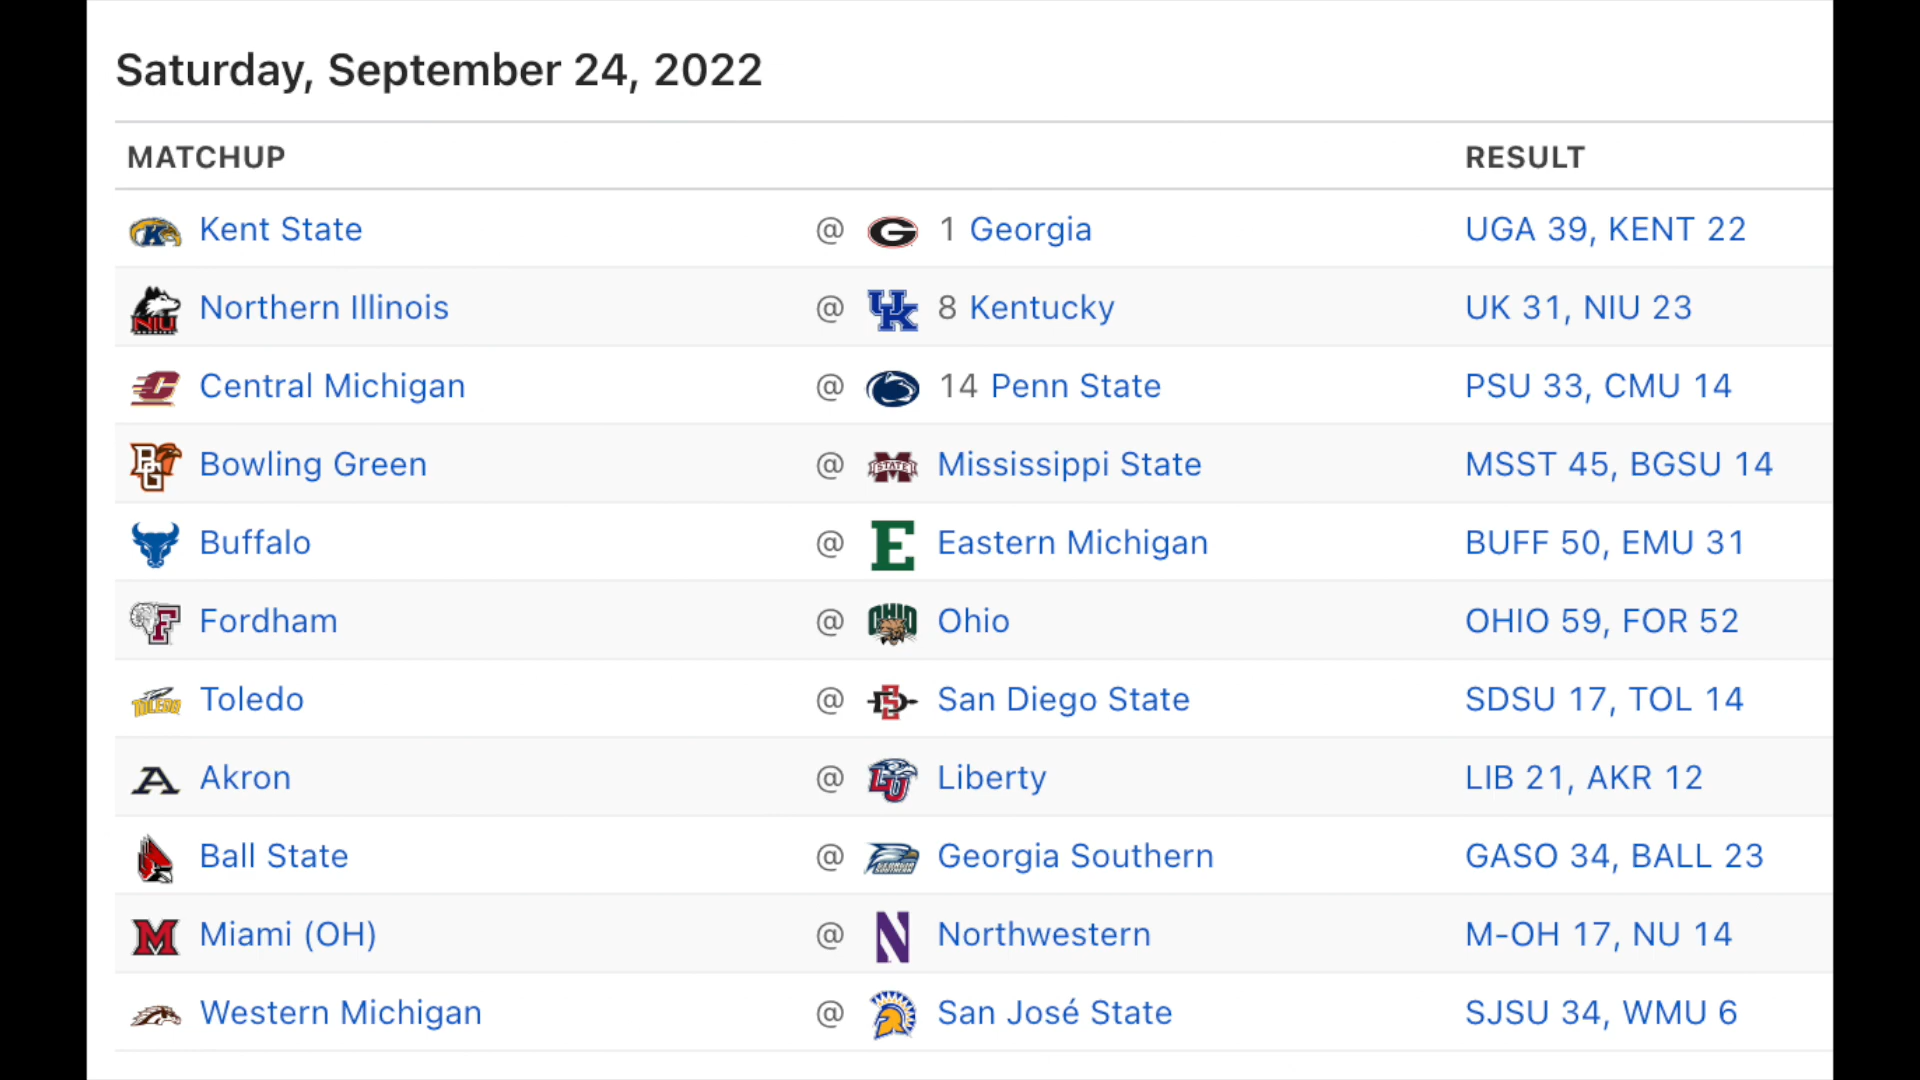 Saturday, September 24, 2022
MATCHUP RESULT
Kent State @ 1 Georgia UGA 39, KENT 22
Northern Illinois @ 8 Kentucky UK 31, NIU 23
Central Michigan @ 14 Penn State PSU 33, CMU 14
Bowling Green @ Mississippi State MSST 45, BGSU 14
Buffalo @ Eastern Michigan BUFF 50, EMU 31
Fordham @ Ohio OHIO 59, FOR 52
Toledo @ San Diego State SDSU 17, TOL 14
Akron @ Liberty LIB 21, AKR 12
Ball State @ Georgia Southern GASO 34, BALL 23
Miami (OH) @ Northwestern M-OH 17, NU 14
Western Michigan @ San José State SJSU 34, WMU 6